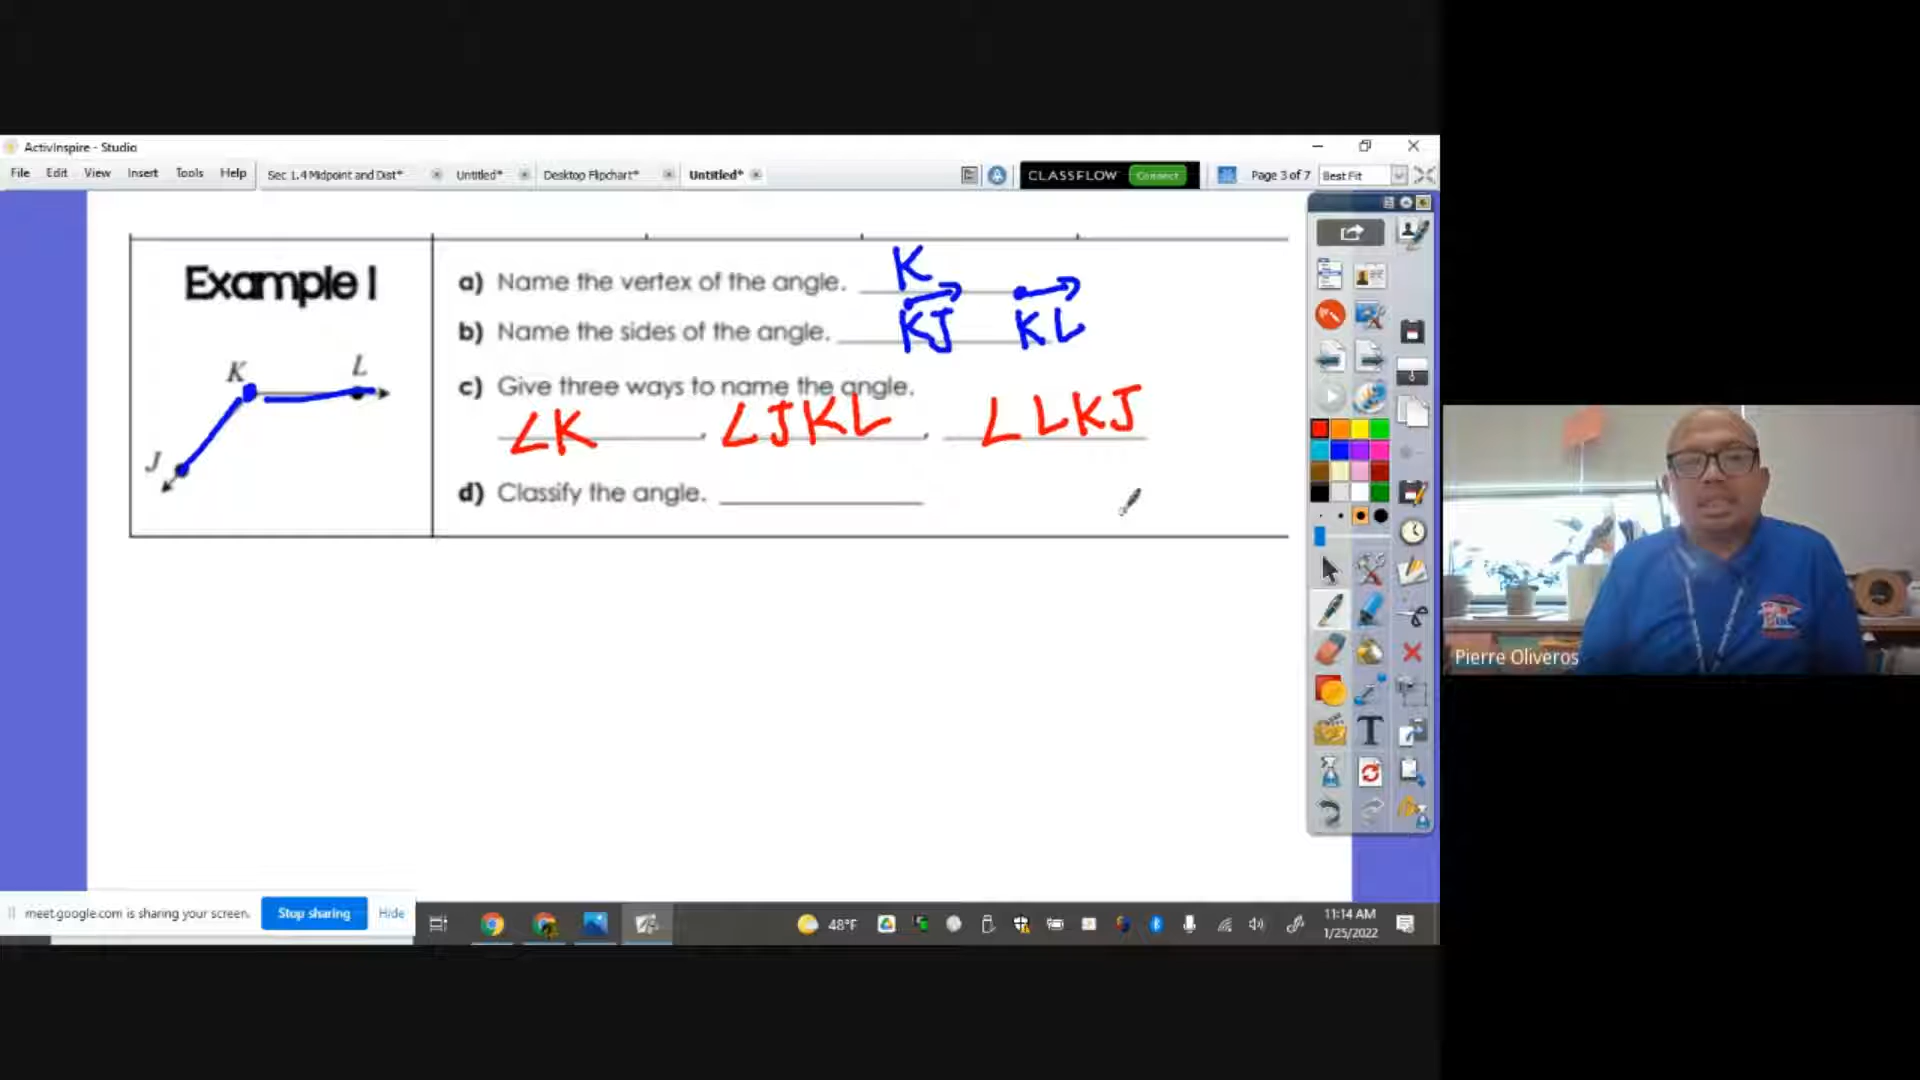 ActivInspire - Studio
File Edit View Insert Tools Help Sec 1.4 Midpoint and Dist* Untitled* Desktop Flipchart* Untitled* CLASSFLOW Connect Page 3 of 7 Best Fit
Example 1
K L
J
a) Name the vertex of the angle. K
b) Name the sides of the angle. KJ KL
c) Give three ways to name the angle.
∠K , ∠JKL , ∠LKJ
d) Classify the angle.
T
Pierre Oliveros
meet.google.com is sharing your screen. Stop sharing Hide
48°F
11:14 AM
1/25/2022